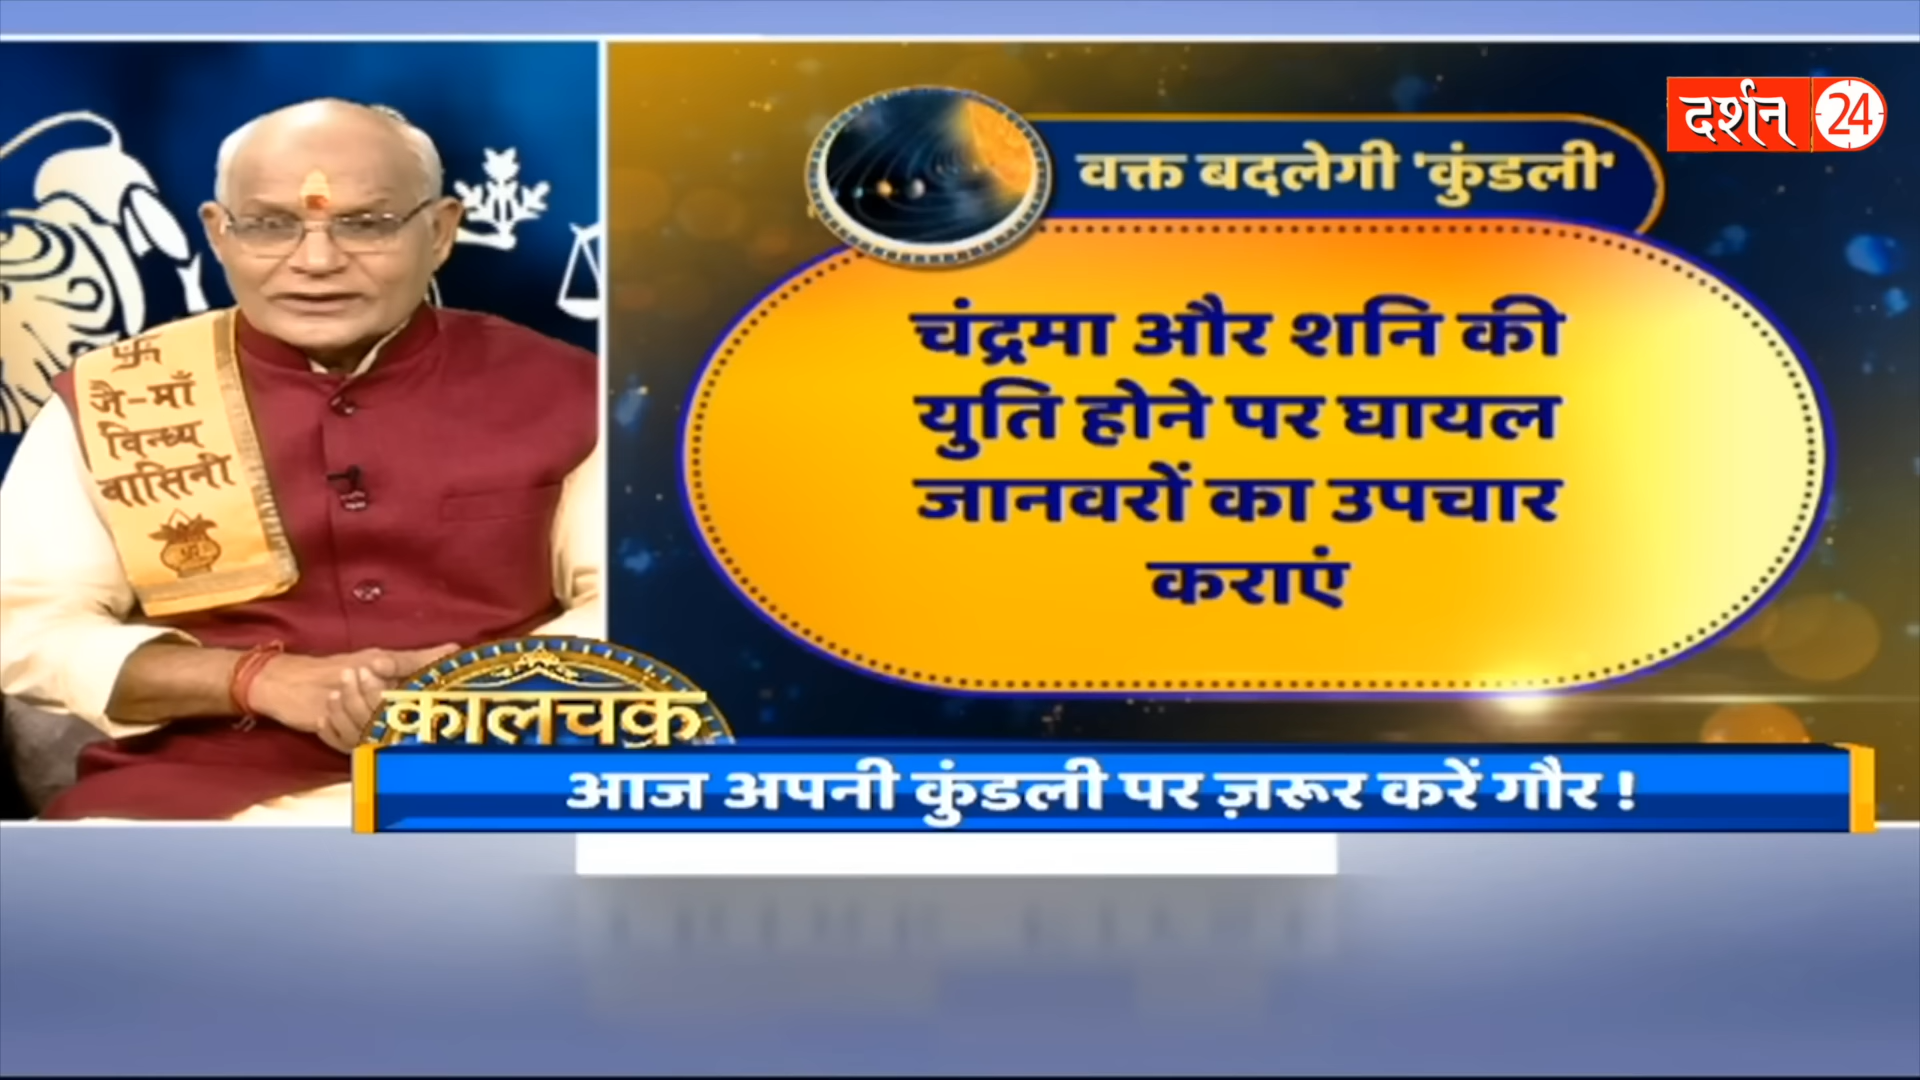 दर्शन 24
वक्त बदलेगी 'कुंडली'
चंद्रमा और शनि की
युति होने पर घायल
जानवरों का उपचार
कराएं
जै-माँ
विन्ध्य
वासिनी
कालचक्र
आज अपनी कुंडली पर ज़रूर करें गौर !